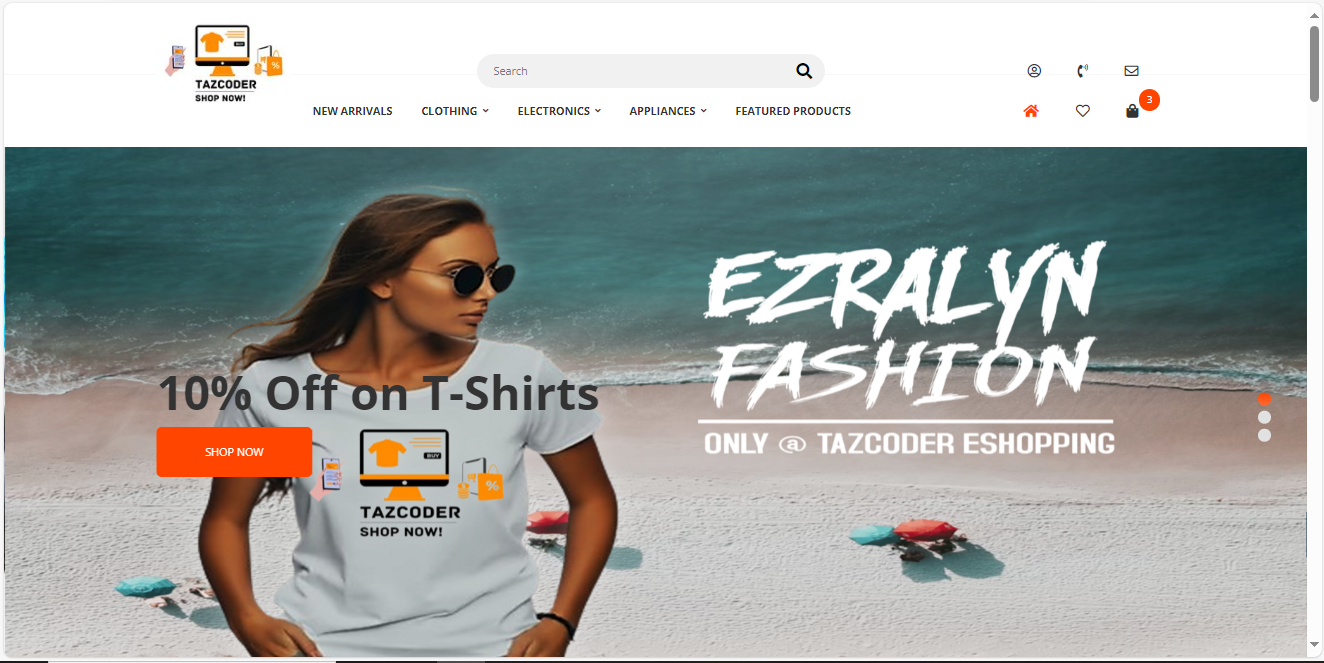 TAZCODER
SHOP NOW!
Search
NEW ARRIVALS
CLOTHING
ELECTRONICS
APPLIANCES
FEATURED PRODUCTS
3
EZRALYN
FASHION
ONLY @ TAZCODER ESHOPPING
10% Off on T-Shirts
SHOP NOW
BUY
%
TAZCODER
SHOP NOW!